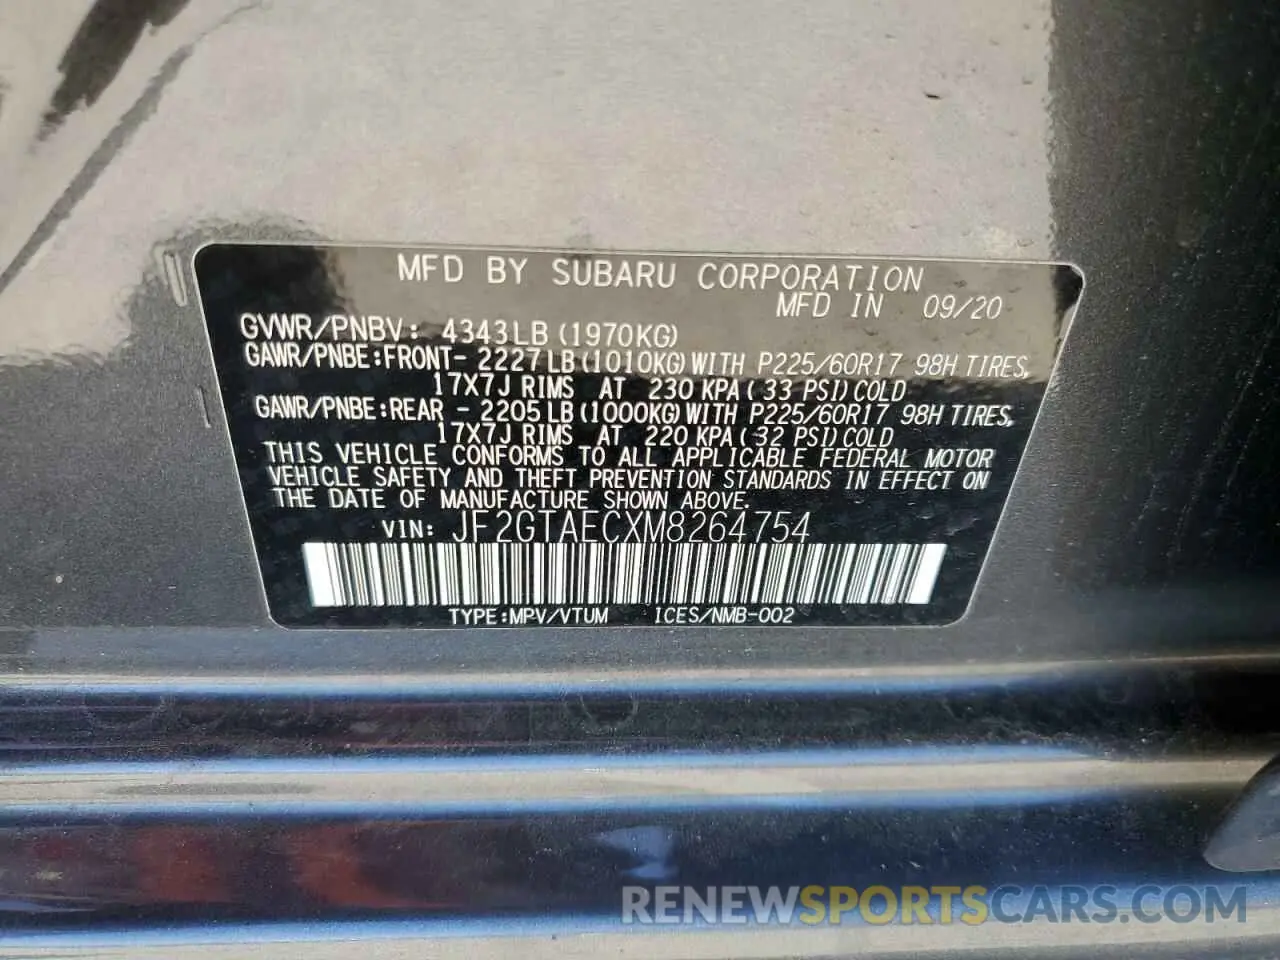 MFD BY SUBARU CORPORATION
MFD IN 09/20
GVWR/PNBV: 4343LB (1970KG)
GAWR/PNBE:FRONT- 2227LB(1010KG)WITH P225/60R17 98H TIRES,
17X7J RIMS AT 230 KPA(33 PSI)COLD
GAWR/PNBE:REAR - 2205LB(1000KG)WITH P225/60R17 98H TIRES,
17X7J RIMS AT 220 KPA(32 PSI)COLD
THIS VEHICLE CONFORMS TO ALL APPLICABLE FEDERAL MOTOR
VEHICLE SAFETY AND THEFT PREVENTION STANDARDS IN EFFECT ON
THE DATE OF MANUFACTURE SHOWN ABOVE.
VIN: JF2GTAECXM8264754
TYPE:MPV/VTUM ICES/NMB-002
RENEWSPORTSCARS.COM